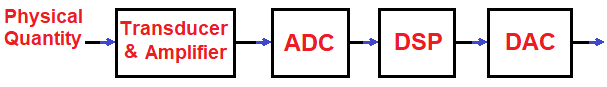 Physical
Quantity
Transducer
& Amplifier
ADC
DSP
DAC